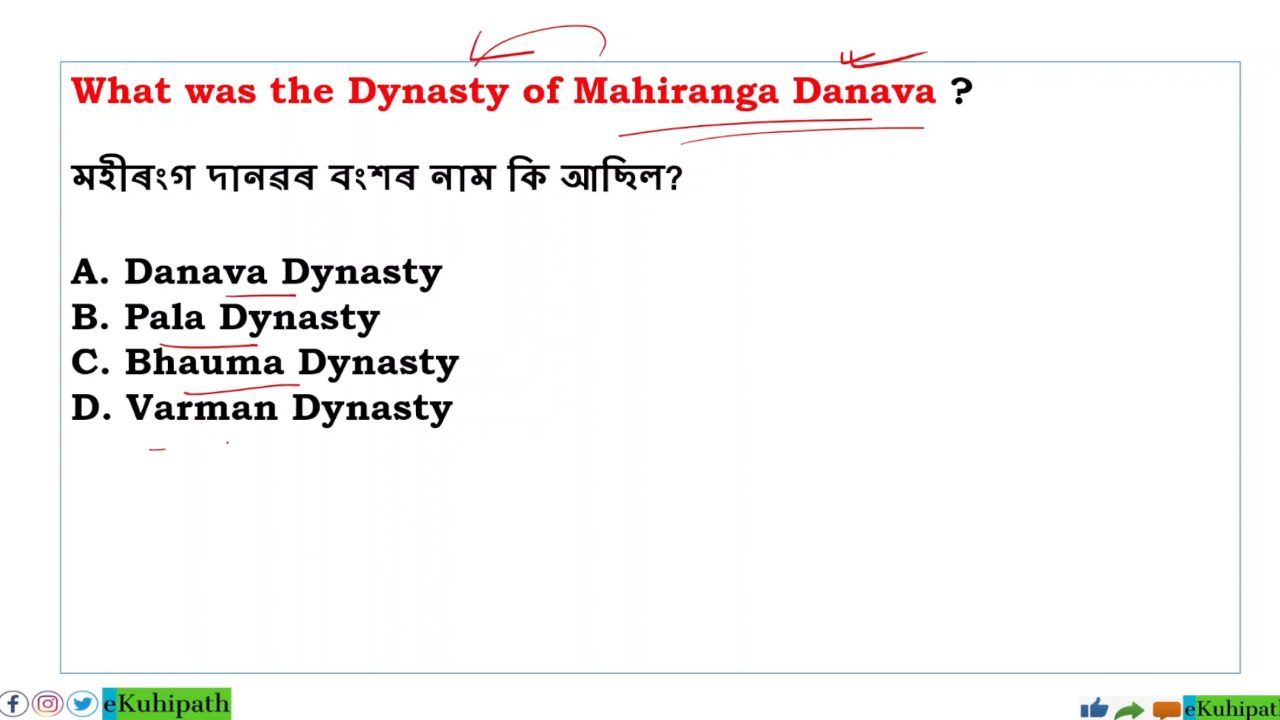 What was the Dynasty of Mahiranga Danava ?
মহীৰংগ দানৱৰ বংশৰ নাম কি আছিল?
A. Danava Dynasty
B. Pala Dynasty
C. Bhauma Dynasty
D. Varman Dynasty
eKuhipath
eKuhipath